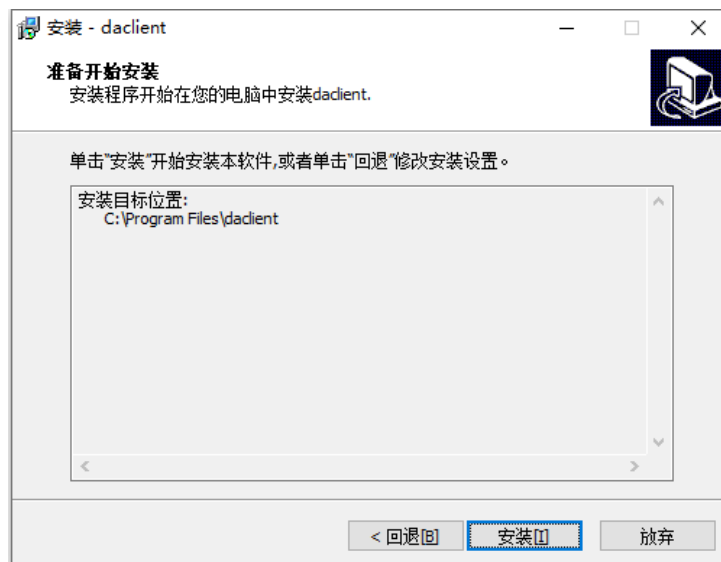 安装 - daclient
准备开始安装
安装程序开始在您的电脑中安装daclient.
单击"安装"开始安装本软件,或者单击"回退"修改安装设置。
安装目标位置:
C:\Program Files\daclient
< 回退[B]
安装[I]
放弃